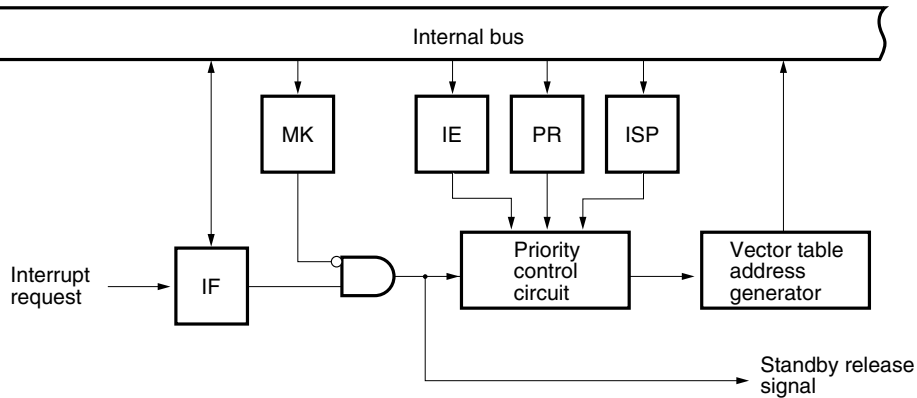 Internal bus
MK
IE
PR
ISP
Interrupt
request
IF
Priority
control
circuit
Vector table
address
generator
Standby release
signal